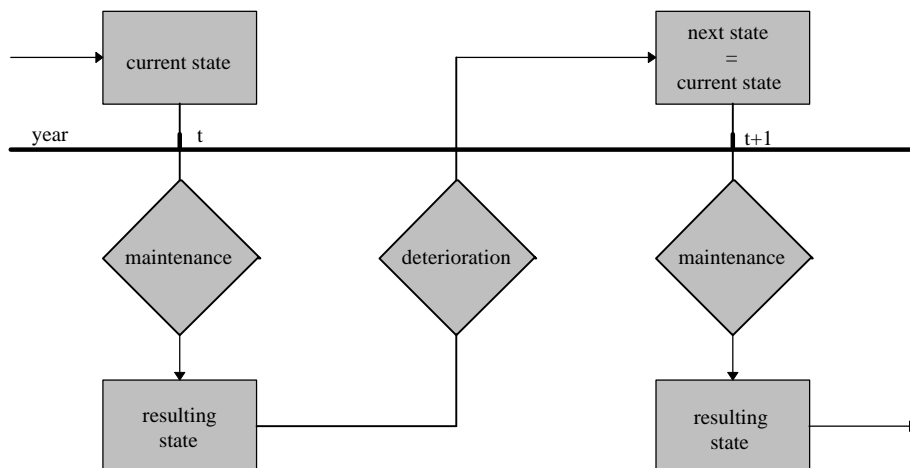 current state
next state
=
current state
year
t
t+1
maintenance
deterioration
maintenance
resulting
state
resulting
state